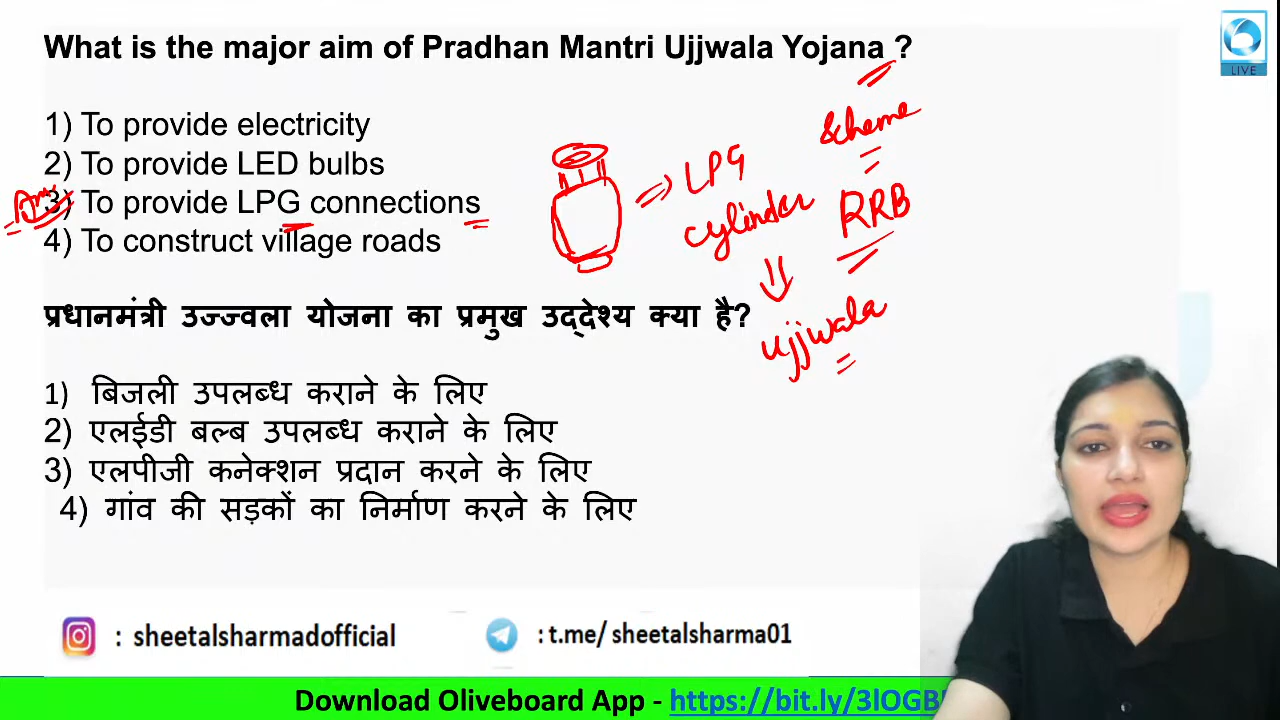 What is the major aim of Pradhan Mantri Ujjwala Yojana ?
1) To provide electricity
2) To provide LED bulbs
Ans 3) To provide LPG connections
4) To construct village roads
LPG
cylinder
Ujjwala
Scheme
RRB
प्रधानमंत्री उज्ज्वला योजना का प्रमुख उद्देश्य क्या है?
1) बिजली उपलब्ध कराने के लिए
2) एलईडी बल्ब उपलब्ध कराने के लिए
3) एलपीजी कनेक्शन प्रदान करने के लिए
4) गांव की सड़कों का निर्माण करने के लिए
: sheetalsharmadofficial
: t.me/ sheetalsharma01
Download Oliveboard App - https://bit.ly/3lOGB
LIVE